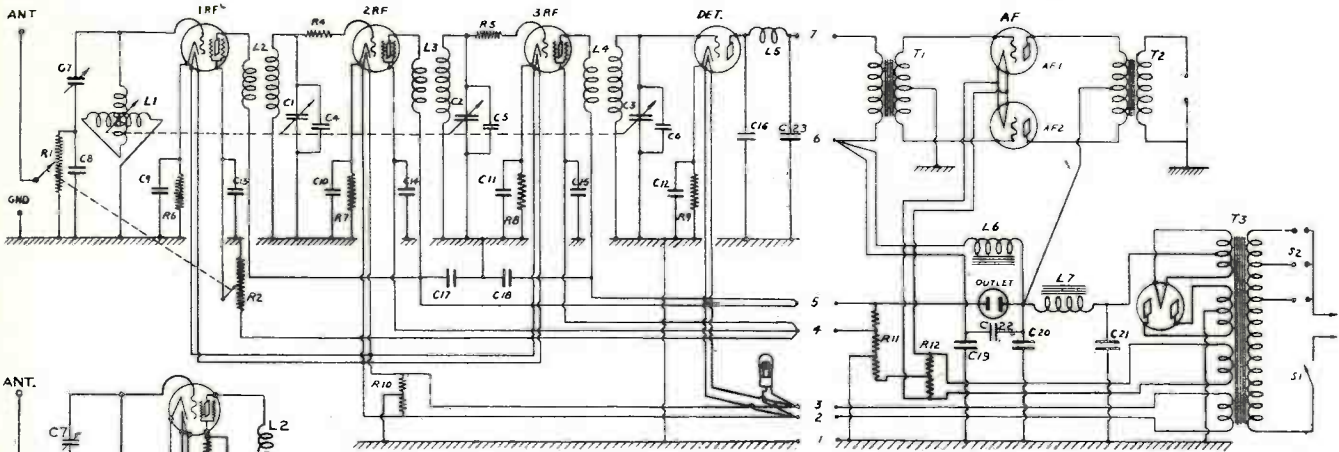 ANT
1RF
2RF
3RF
DET.
AF
R4
R5
L5
7
T1
AF1
T2
C7
L1
L2
C1
C4
L3
C2
C5
L4
C3
C6
C16
C23
6
AF2
R1
C8
C9
R6
C13
C10
R7
C14
C11
R8
C15
C12
R9
GND
L6
T3
S2
R2
C17
C18
OUTLET
L7
5
4
R11
C22
C20
C21
R12
C19
S1
ANT.
R10
3
2
1
C7
L2